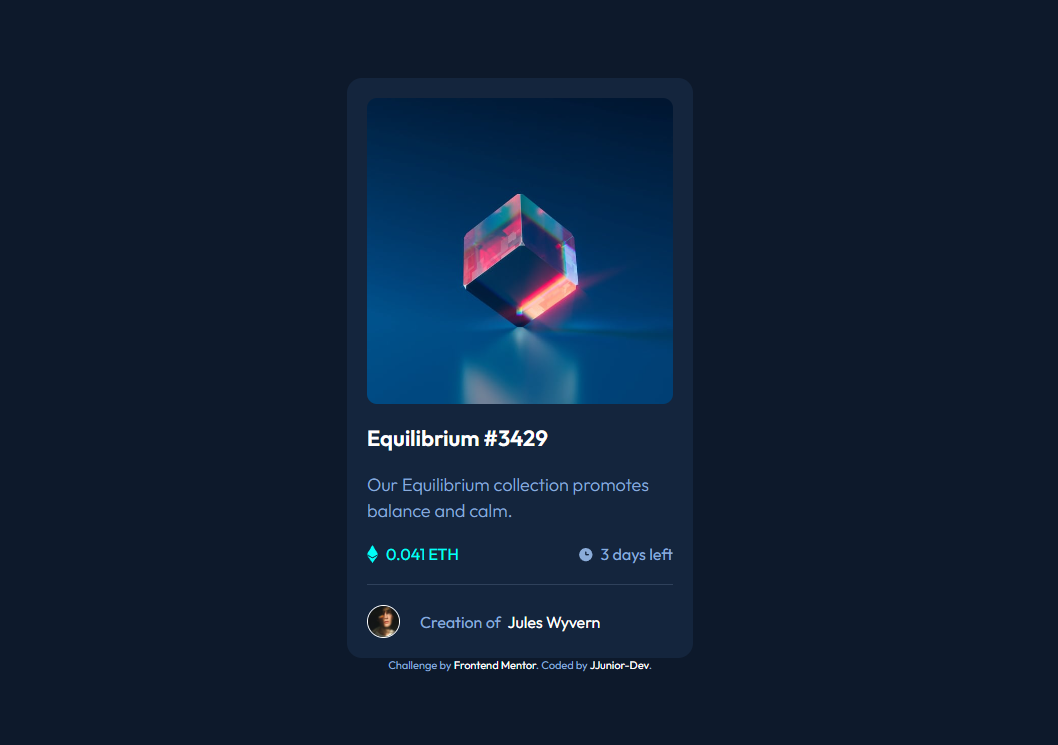 Equilibrium #3429
Our Equilibrium collection promotes
balance and calm.
0.041 ETH 3 days left
Creation of Jules Wyvern
Challenge by Frontend Mentor. Coded by JJunior-Dev.